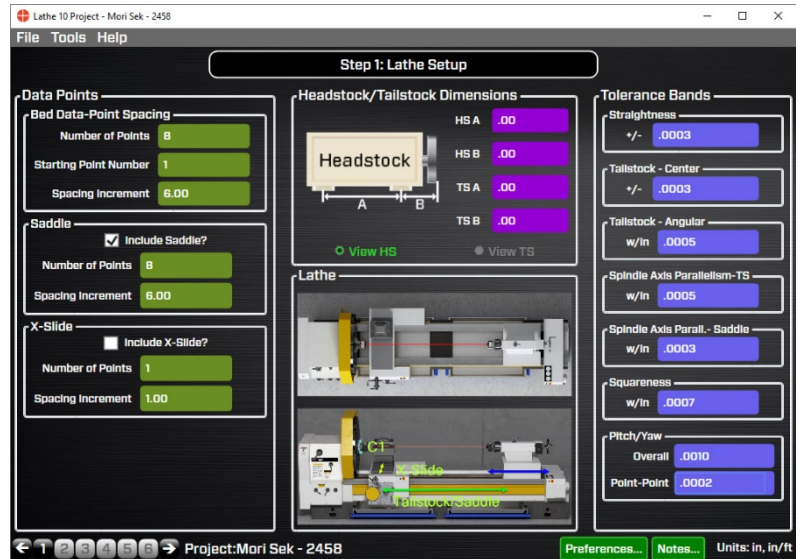 Lathe 10 Project - Mori Sek - 2458
File Tools Help
Step 1: Lathe Setup
Data Points
Bed Data-Point Spacing
Number of Points 8
Starting Point Number 1
Spacing Increment 6.00
Saddle
Include Saddle?
Number of Points 8
Spacing Increment 6.00
X-Slide
Include X-Slide?
Number of Points 1
Spacing Increment 1.00
Headstock/Tailstock Dimensions
Headstock
A B
HS A .00
HS B .00
TS A .00
TS B .00
View HS View TS
Lathe
C1
X-Slide
Tailstock/Saddle
Tolerance Bands
Straightness
+/- .0003
Tailstock - Center
+/- .0003
Tailstock - Angular
w/in .0005
Spindle Axis Parallelism-TS
w/in .0005
Spindle Axis Parall.- Saddle
w/in .0003
Squareness
w/in .0007
Pitch/Yaw
Overall .0010
Point-Point .0002
1 2 3 4 5 6 Project:Mori Sek - 2458 Preferences... Notes... Units: in, in/ft